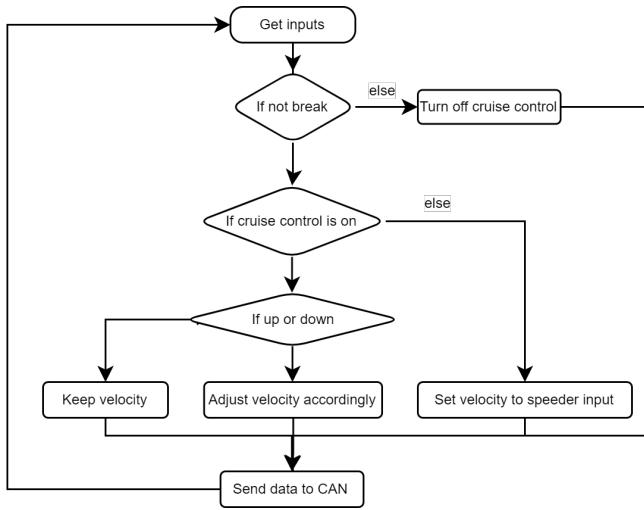 Get inputs
If not break
else
Turn off cruise control
If cruise control is on
else
If up or down
Keep velocity
Adjust velocity accordingly
Set velocity to speeder input
Send data to CAN